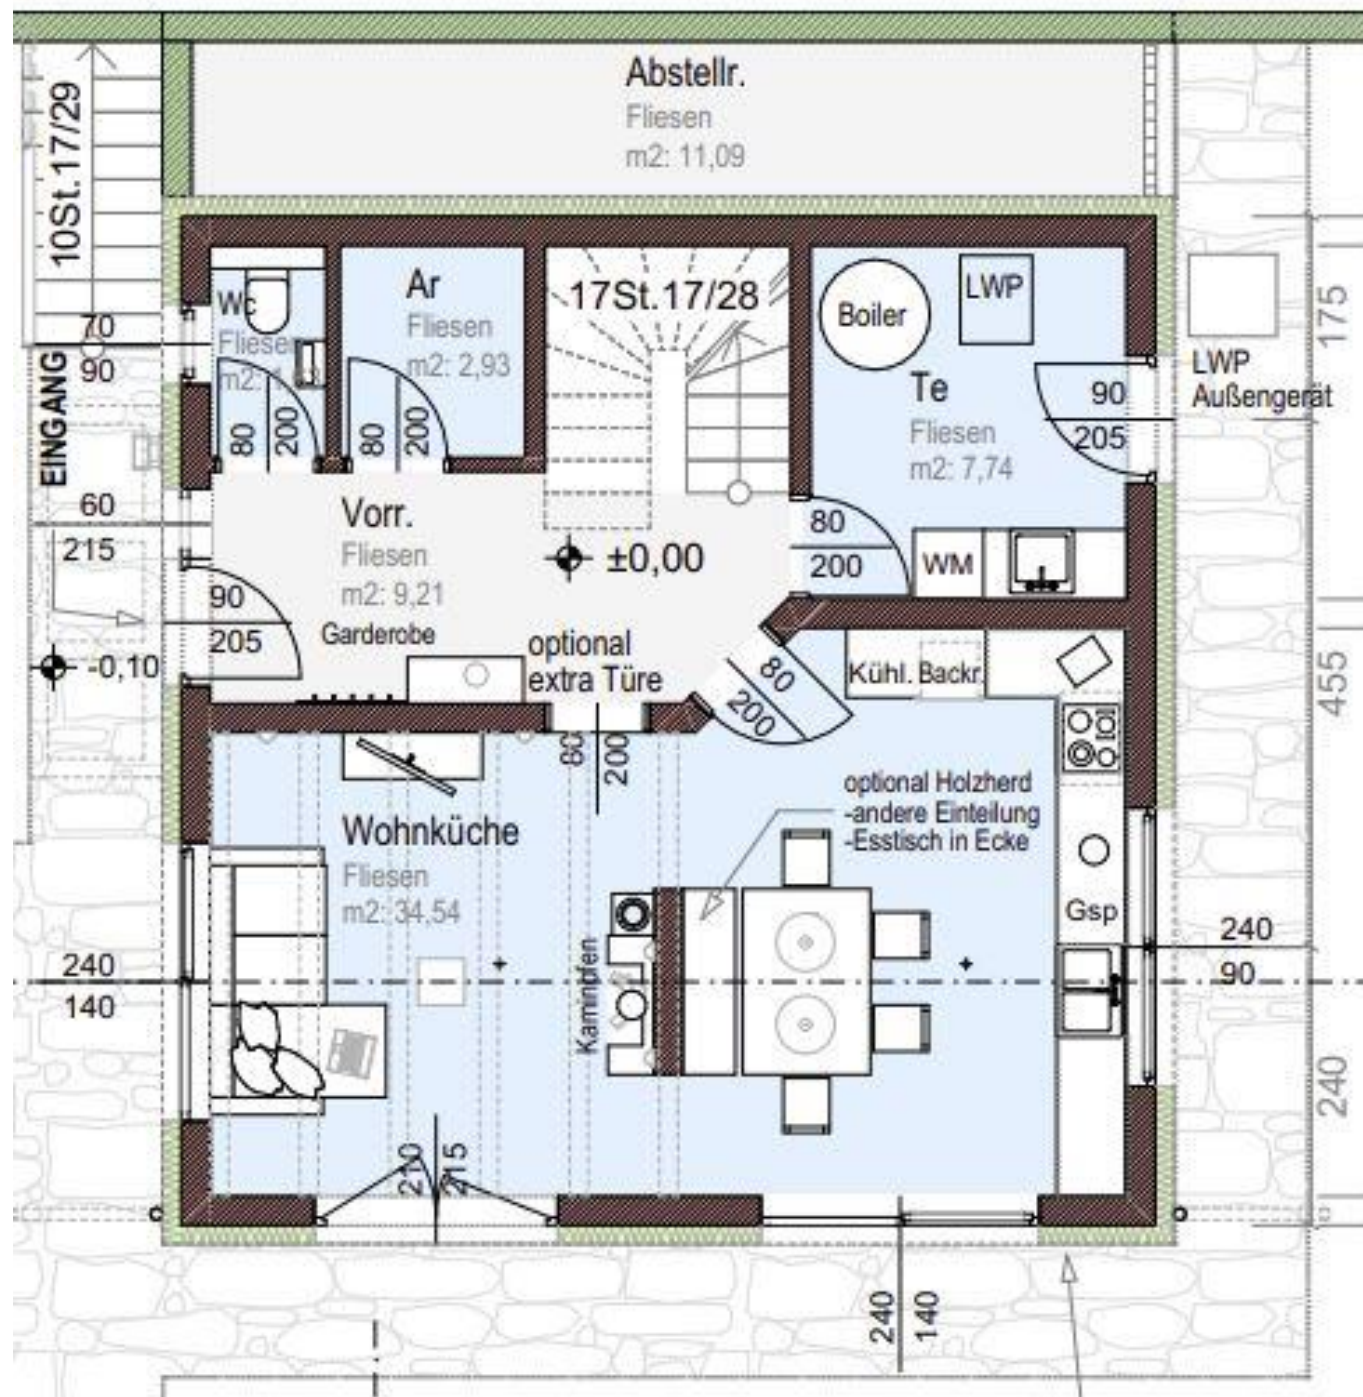 Abstellr.
Fliesen
m2: 11,09
10St.17/29
Wc
Fliesen
m2:
Ar
Fliesen
m2: 2,93
17St.17/28
Boiler
LWP
LWP
Außengerät
175
Te
Fliesen
m2: 7,74
90
205
70
90
EINGANG
80
200
80
200
60
215
Vorr.
Fliesen
m2: 9,21
±0,00
80
200
WM
90
205
Garderobe
-0,10
optional
extra Türe
80
200
Kühl. Backr.
455
80
200
optional Holzherd
-andere Einteilung
-Esstisch in Ecke
Wohnküche
Fliesen
m2: 34,54
Gsp
240
90
240
140
Kaminofen
240
210
215
240
140